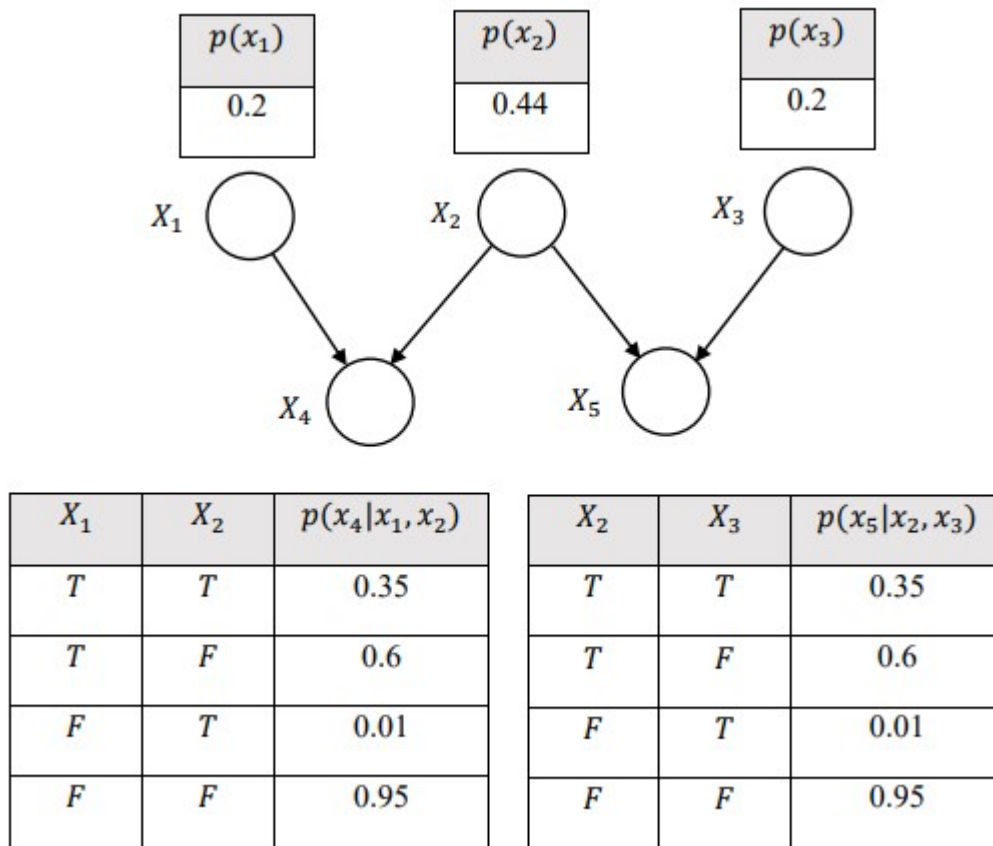 p(x₁) p(x₂) p(x₃)
0.2 0.44 0.2
X₁ X₂ X₃
X₄ X₅
X₁ X₂ p(x₄|x₁, x₂) X₂ X₃ p(x₅|x₂, x₃)
T T 0.35 T T 0.35
T F 0.6 T F 0.6
F T 0.01 F T 0.01
F F 0.95 F F 0.95